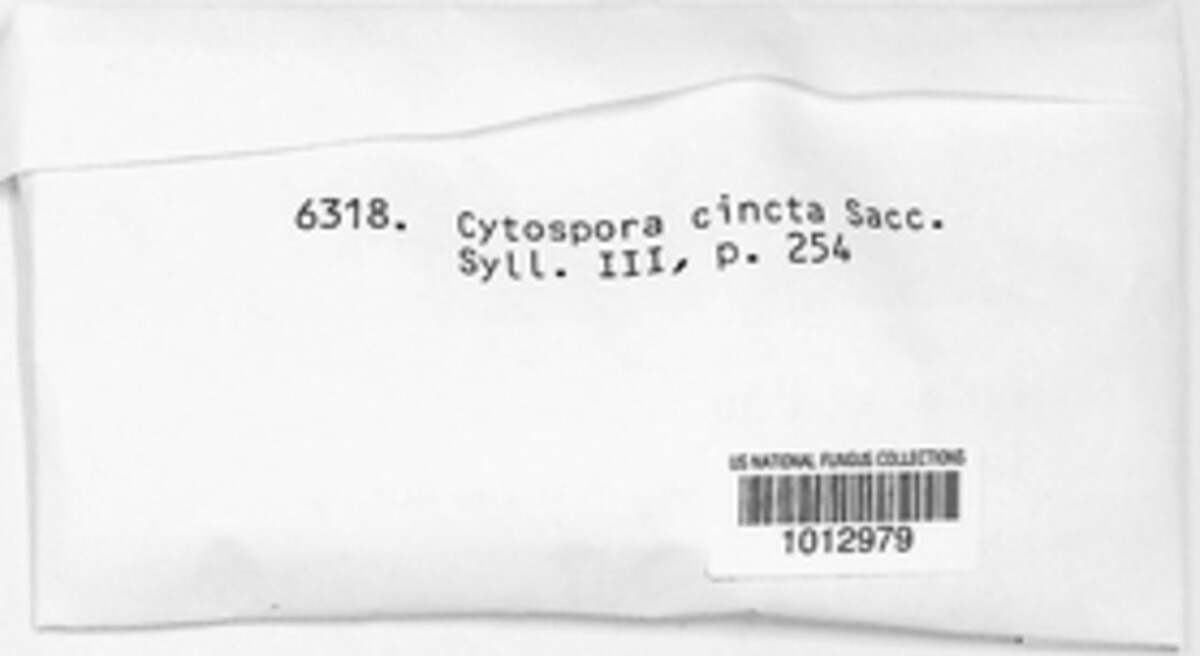 6318. Cytospora cincta Sacc.
Syll. III, p. 254
US NATIONAL FUNGUS COLLECTIONS
1012979